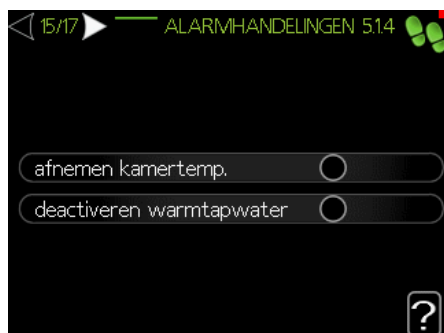 15/17 ALARMHANDELINGEN 5.1.4
afnemen kamertemp.
deactiveren warmtapwater
?